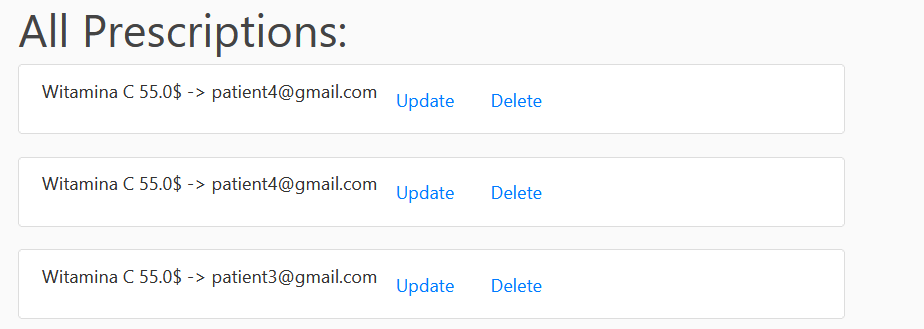 All Prescriptions:
Witamina C 55.0$ -> patient4@gmail.com Update Delete
Witamina C 55.0$ -> patient4@gmail.com Update Delete
Witamina C 55.0$ -> patient3@gmail.com Update Delete